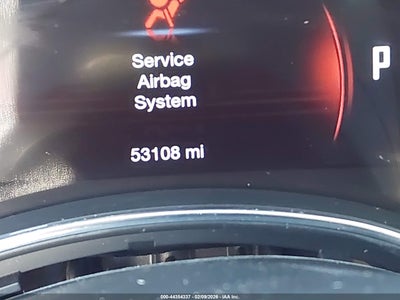 Service
Airbag
System
P
53108 mi
000-44354337 - 02/09/2026 - IAA Inc.